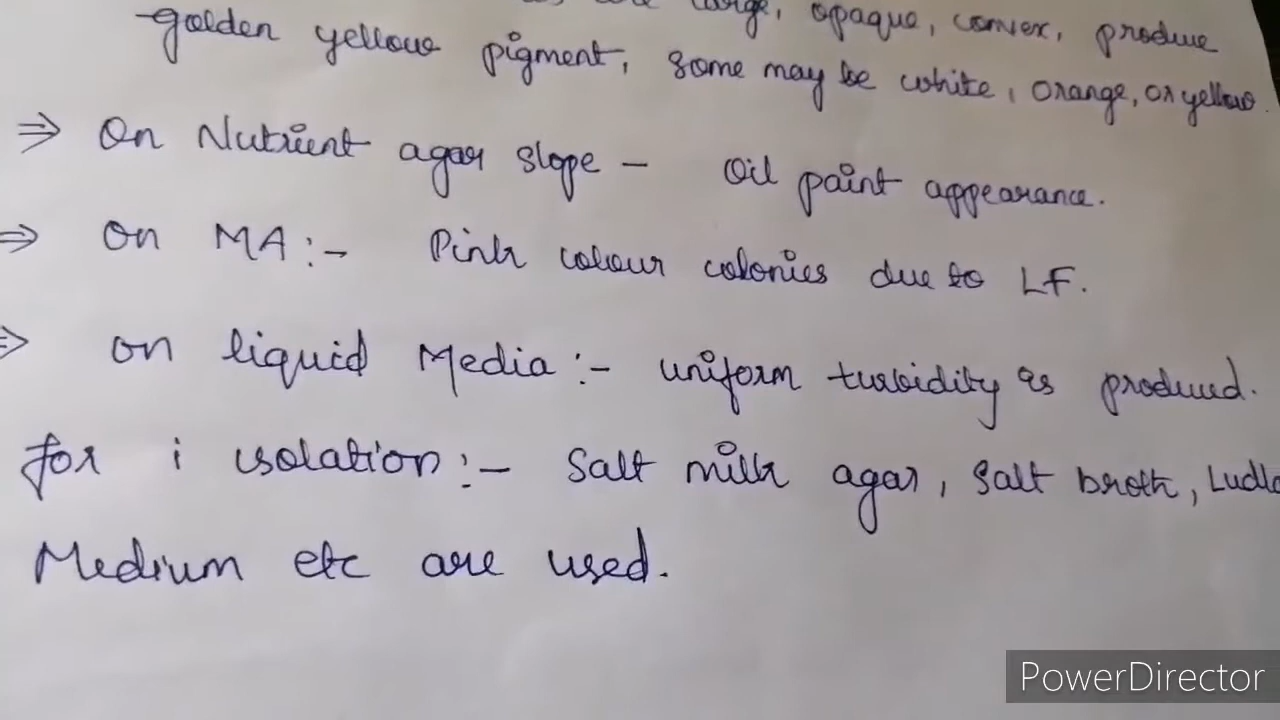 large, opaque, convex, produce
golden yellow pigment, some may be white, orange, or yellow.
⇒ On Nutrient agar slope - Oil paint appearance.
⇒ On MA:- Pink colour colonies due to LF.
⇒ on liquid Media:- uniform turbidity is produced.
for i isolation:- Salt milk agar, Salt broth, Ludlo
Medium etc are used.
PowerDirector